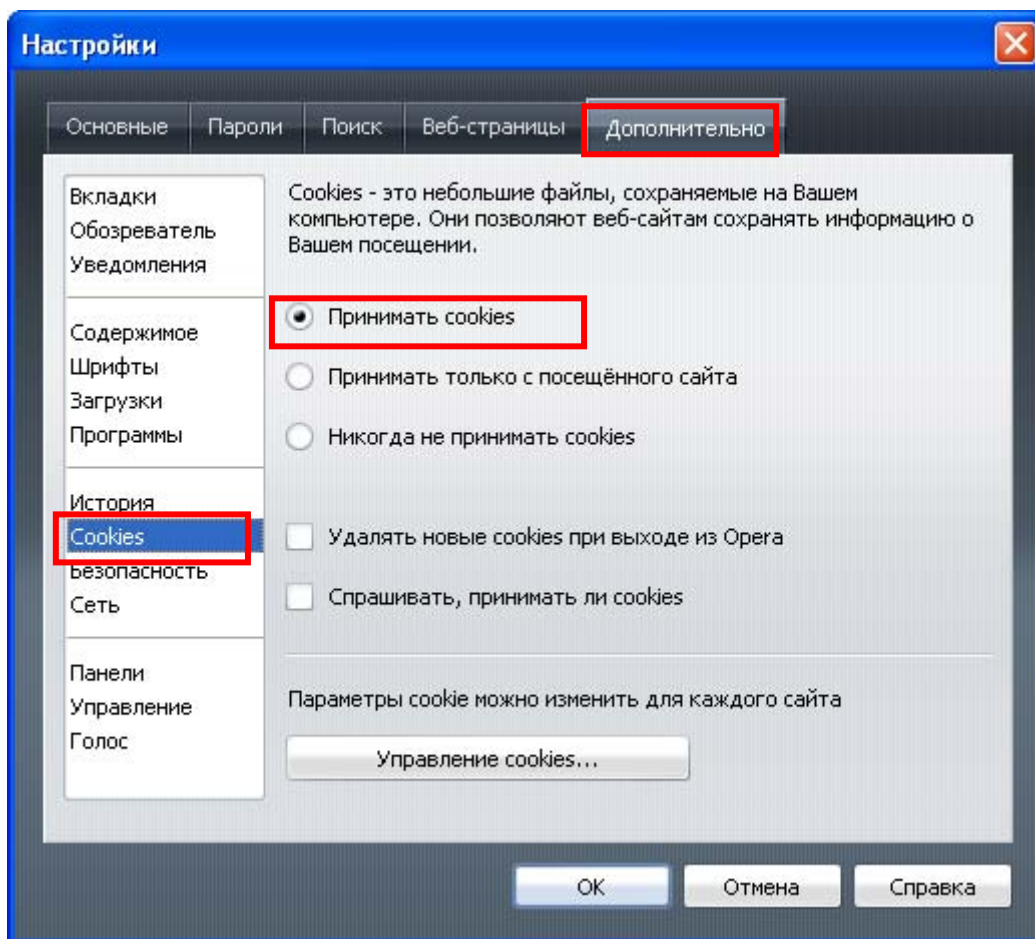 Настройки
Основные Пароли Поиск Веб-страницы Дополнительно
Вкладки
Обозреватель
Уведомления
Содержимое
Шрифты
Загрузки
Программы
История
Cookies
Безопасность
Сеть
Панели
Управление
Голос
Cookies - это небольшие файлы, сохраняемые на Вашем
компьютере. Они позволяют веб-сайтам сохранять информацию о
Вашем посещении.
Принимать cookies
Принимать только с посещённого сайта
Никогда не принимать cookies
Удалять новые cookies при выходе из Opera
Спрашивать, принимать ли cookies
Параметры cookie можно изменить для каждого сайта
Управление cookies...
OK Отмена Справка